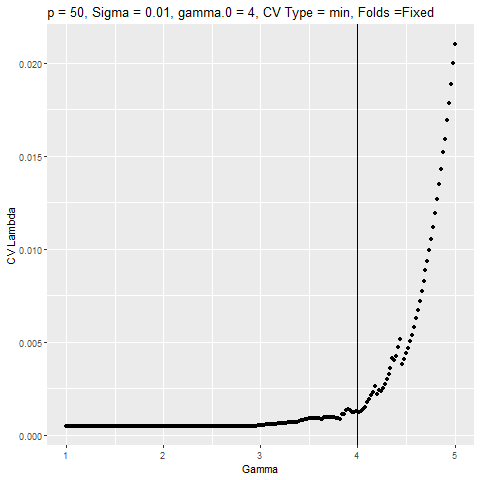 p = 50, Sigma = 0.01, gamma.0 = 4, CV Type = min, Folds =Fixed
0.020
0.015
0.010
0.005
0.000
CV Lambda
1 2 3 4 5
Gamma